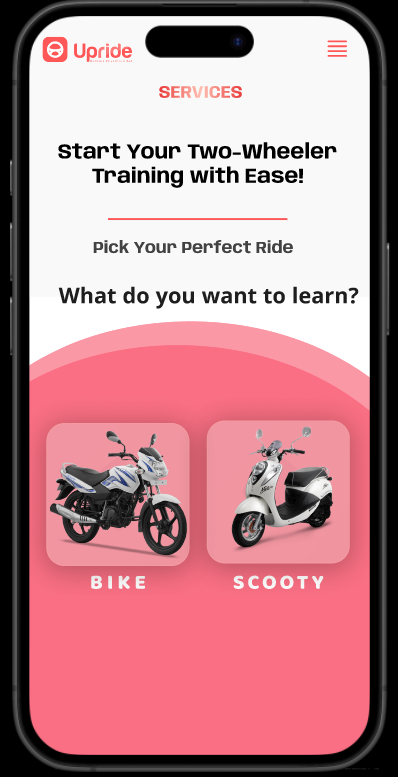 Upride
SERVICES
Start Your Two-Wheeler
Training with Ease!
Pick Your Perfect Ride
What do you want to learn?
BIKE
SCOOTY